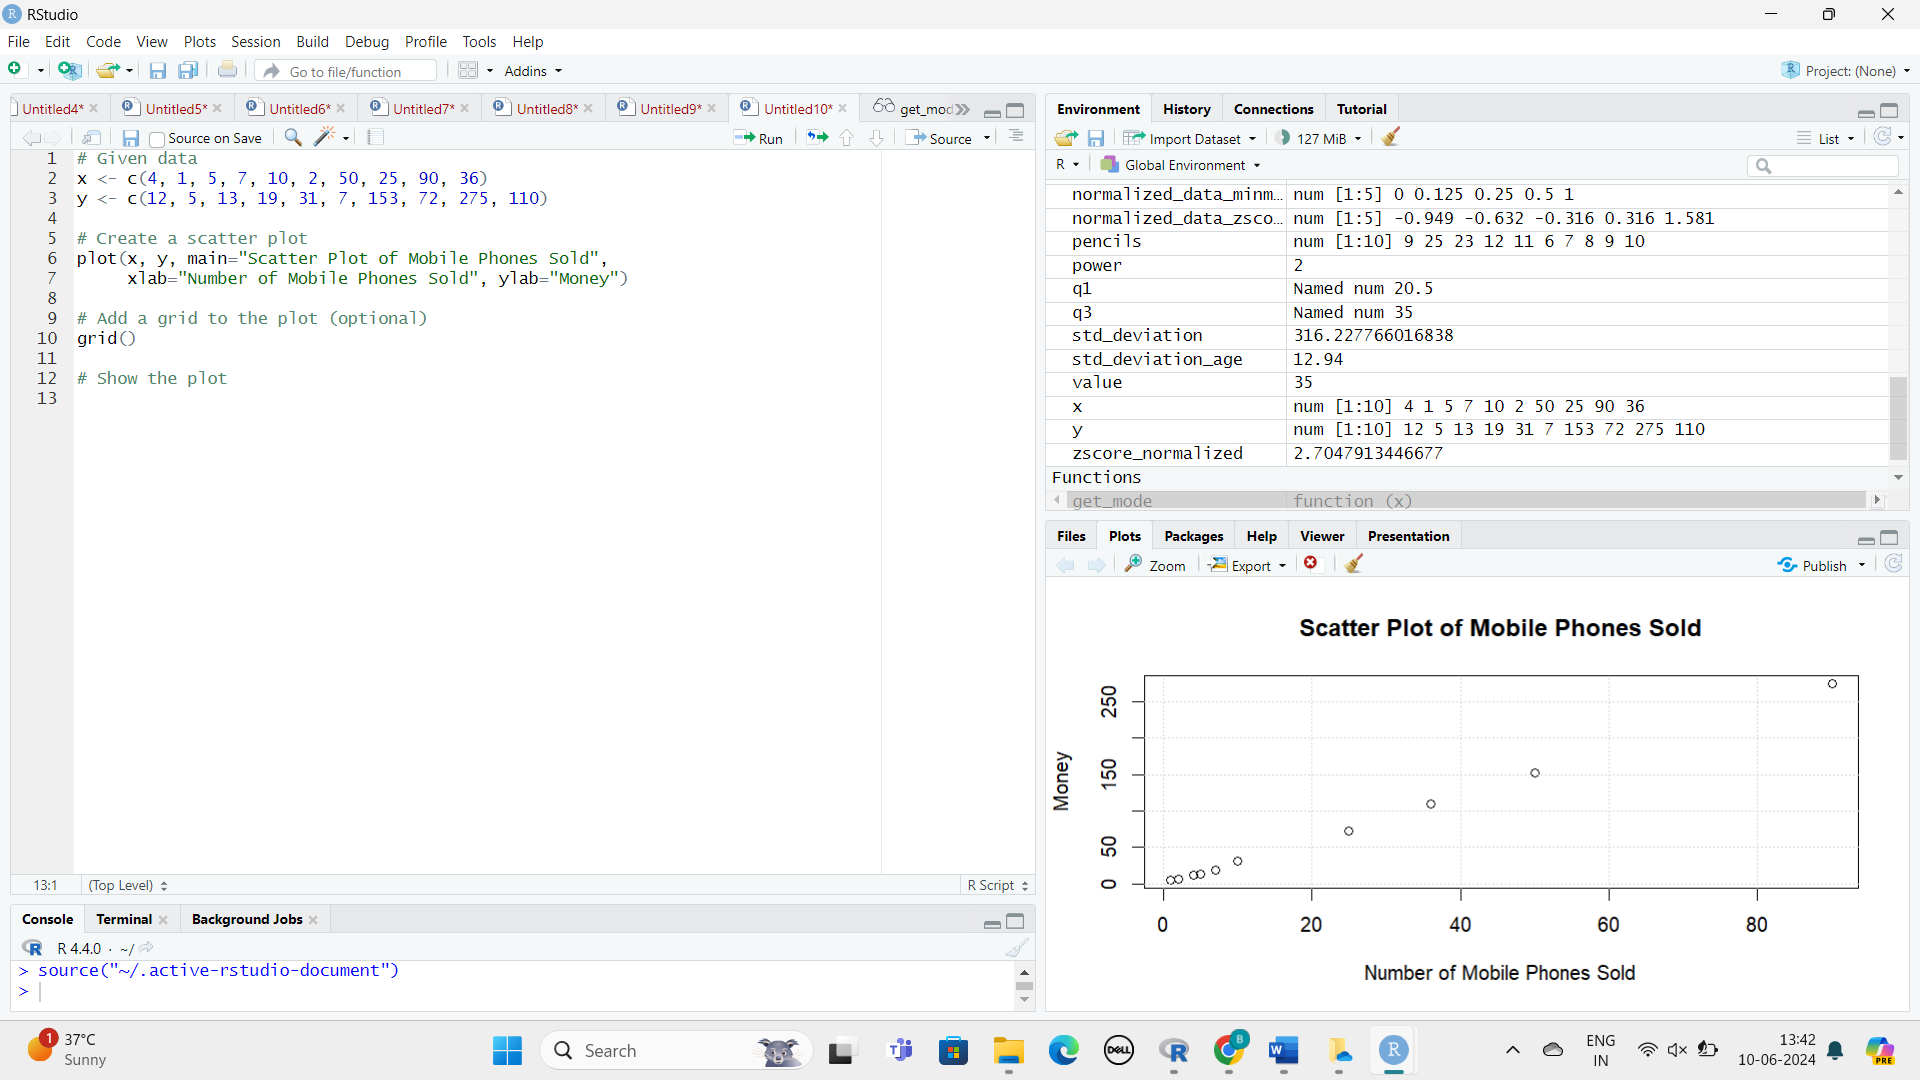 RStudio
File Edit Code View Plots Session Build Debug Profile Tools Help
Go to file/function Addins Project: (None)
Untitled4* Untitled5* Untitled6* Untitled7* Untitled8* Untitled9* Untitled10* get_mod
Source on Save Run Source
1 # Given data
2 x <- c(4, 1, 5, 7, 10, 2, 50, 25, 90, 36)
3 y <- c(12, 5, 13, 19, 31, 7, 153, 72, 275, 110)
4
5 # Create a scatter plot
6 plot(x, y, main="Scatter Plot of Mobile Phones Sold",
7 xlab="Number of Mobile Phones Sold", ylab="Money")
8
9 # Add a grid to the plot (optional)
10 grid()
11
12 # Show the plot
13
13:1 (Top Level) R Script
Console Terminal Background Jobs
R 4.4.0 · ~/
> source("~/.active-rstudio-document")
>
Environment History Connections Tutorial
Import Dataset 127 MiB List
R Global Environment
normalized_data_minm... num [1:5] 0 0.125 0.25 0.5 1
normalized_data_zsco... num [1:5] -0.949 -0.632 -0.316 0.316 1.581
pencils num [1:10] 9 25 23 12 11 6 7 8 9 10
power 2
q1 Named num 20.5
q3 Named num 35
std_deviation 316.227766016838
std_deviation_age 12.94
value 35
x num [1:10] 4 1 5 7 10 2 50 25 90 36
y num [1:10] 12 5 13 19 31 7 153 72 275 110
zscore_normalized 2.7047913446677
Functions
get_mode function (x)
Files Plots Packages Help Viewer Presentation
Zoom Export Publish
Scatter Plot of Mobile Phones Sold
Money
250
150
50
0
0 20 40 60 80
Number of Mobile Phones Sold
1 37°C
Sunny
Search
DELL
B
PRE
ENG
IN
13:42
10-06-2024